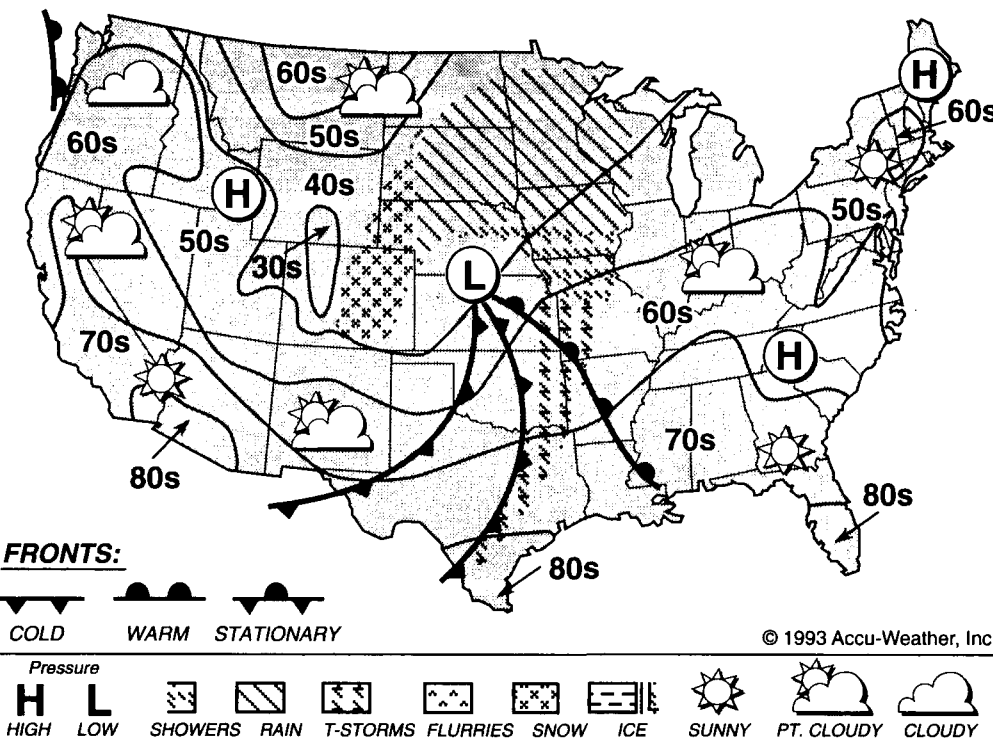 H
60s
60s
60s
50s
60s
40s
H
50s
50s
30s
L
60s
70s
H
70s
80s
80s
80s
FRONTS:
COLD WARM STATIONARY
© 1993 Accu-Weather, Inc
Pressure
H L
HIGH LOW SHOWERS RAIN T-STORMS FLURRIES SNOW ICE SUNNY PT. CLOUDY CLOUDY